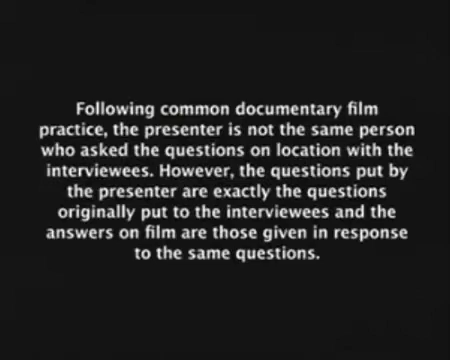 Following common documentary film
practice, the presenter is not the same person
who asked the questions on location with the
interviewees. However, the questions put by
the presenter are exactly the questions
originally put to the interviewees and the
answers on film are those given in response
to the same questions.